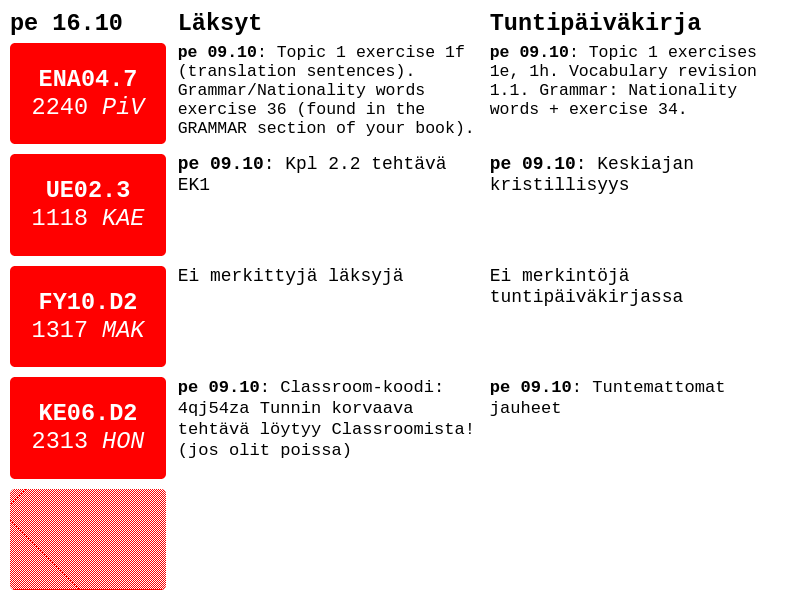 pe 16.10
Läksyt
Tuntipäiväkirja
ENA04.7
2240 PiV
pe 09.10: Topic 1 exercise 1f
(translation sentences).
Grammar/Nationality words
exercise 36 (found in the
GRAMMAR section of your book).
pe 09.10: Topic 1 exercises
1e, 1h. Vocabulary revision
1.1. Grammar: Nationality
words + exercise 34.
UE02.3
1118 KAE
pe 09.10: Kpl 2.2 tehtävä
EK1
pe 09.10: Keskiajan
kristillisyys
FY10.D2
1317 MAK
Ei merkittyjä läksyjä
Ei merkintöjä
tuntipäiväkirjassa
KE06.D2
2313 HON
pe 09.10: Classroom-koodi:
4qj54za Tunnin korvaava
tehtävä löytyy Classroomista!
(jos olit poissa)
pe 09.10: Tuntemattomat
jauheet